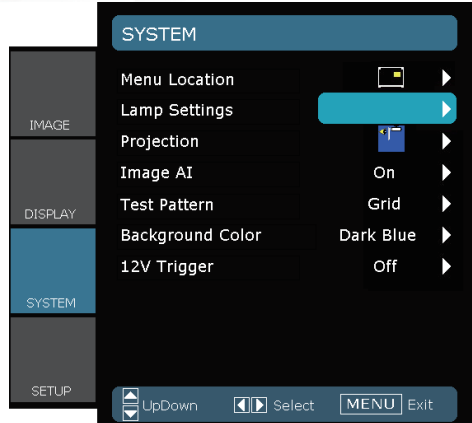 SYSTEM
Menu Location
Lamp Settings
IMAGE
Projection
Image AI On
Test Pattern Grid
DISPLAY
Background Color Dark Blue
12V Trigger Off
SYSTEM
SETUP
UpDown Select MENU Exit